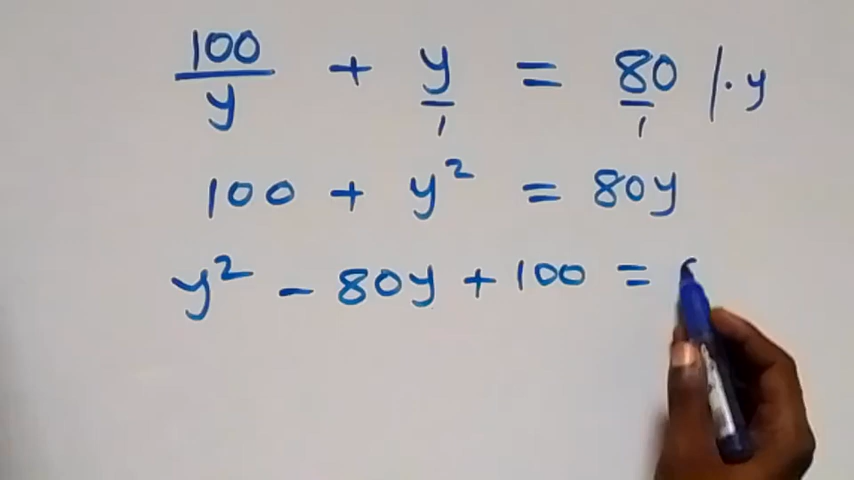 100/y + y/1 = 80/1 |·y
100 + y² = 80y
y² - 80y + 100 =